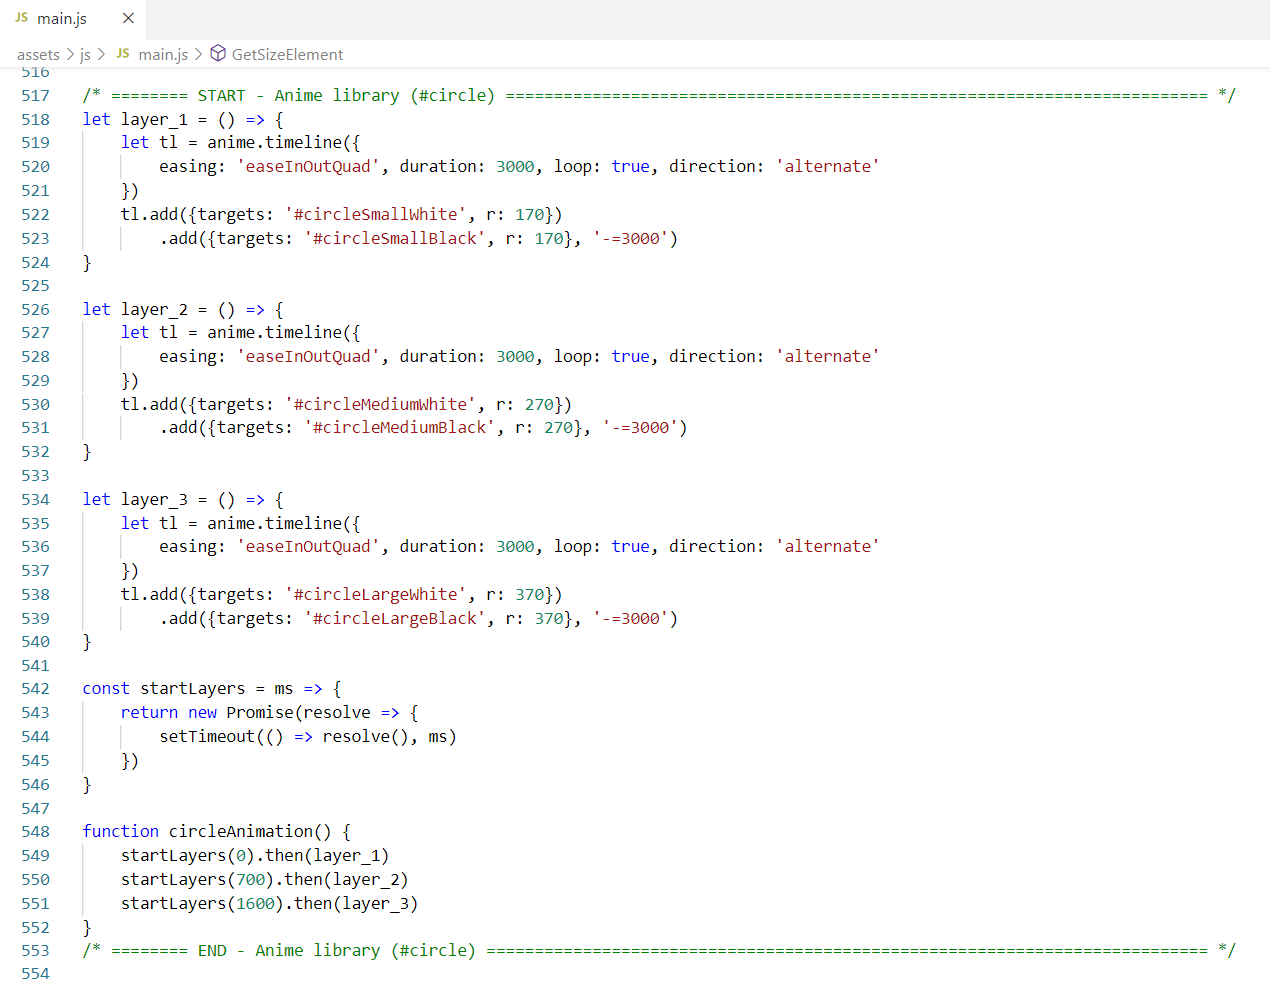 JS main.js ×
assets > js > JS main.js > GetSizeElement
516
517 /* ======== START - Anime library (#circle) ========================================================================= */
518 let layer_1 = () => {
519     let tl = anime.timeline({
520         easing: 'easeInOutQuad', duration: 3000, loop: true, direction: 'alternate'
521     })
522     tl.add({targets: '#circleSmallWhite', r: 170})
523         .add({targets: '#circleSmallBlack', r: 170}, '-=3000')
524 }
525
526 let layer_2 = () => {
527     let tl = anime.timeline({
528         easing: 'easeInOutQuad', duration: 3000, loop: true, direction: 'alternate'
529     })
530     tl.add({targets: '#circleMediumWhite', r: 270})
531         .add({targets: '#circleMediumBlack', r: 270}, '-=3000')
532 }
533
534 let layer_3 = () => {
535     let tl = anime.timeline({
536         easing: 'easeInOutQuad', duration: 3000, loop: true, direction: 'alternate'
537     })
538     tl.add({targets: '#circleLargeWhite', r: 370})
539         .add({targets: '#circleLargeBlack', r: 370}, '-=3000')
540 }
541
542 const startLayers = ms => {
543     return new Promise(resolve => {
544         setTimeout(() => resolve(), ms)
545     })
546 }
547
548 function circleAnimation() {
549     startLayers(0).then(layer_1)
550     startLayers(700).then(layer_2)
551     startLayers(1600).then(layer_3)
552 }
553 /* ======== END - Anime library (#circle) =========================================================================== */
554